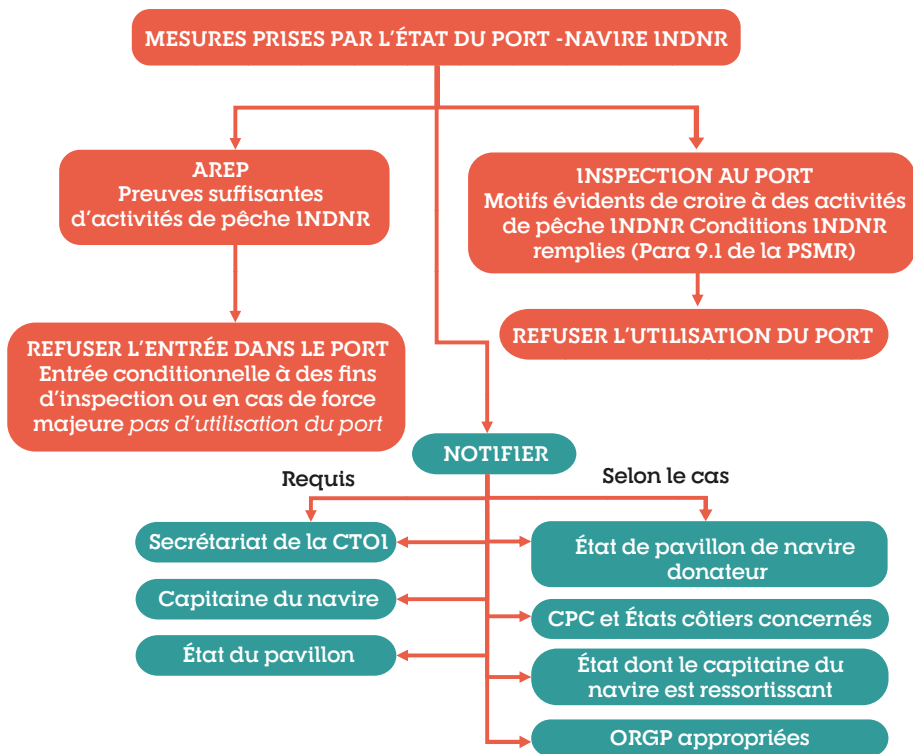 MESURES PRISES PAR L'ÉTAT DU PORT -NAVIRE INDNR
AREP
Preuves suffisantes
d'activités de pêche INDNR
INSPECTION AU PORT
Motifs évidents de croire à des activités
de pêche INDNR Conditions INDNR
remplies (Para 9.1 de la PSMR)
REFUSER L'ENTRÉE DANS LE PORT
Entrée conditionnelle à des fins
d'inspection ou en cas de force
majeure pas d'utilisation du port
REFUSER L'UTILISATION DU PORT
NOTIFIER
Requis
Selon le cas
Secrétariat de la CTOI
Capitaine du navire
État du pavillon
État de pavillon de navire
donateur
CPC et États côtiers concernés
État dont le capitaine du
navire est ressortissant
ORGP appropriées